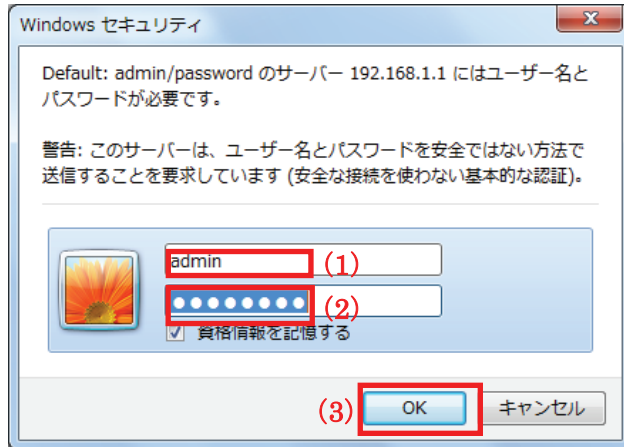 Windows セキュリティ
Default: admin/password のサーバー 192.168.1.1 にはユーザー名と
パスワードが必要です。
警告: このサーバーは、ユーザー名とパスワードを安全ではない方法で
送信することを要求しています (安全な接続を使わない基本的な認証)。
admin (1)
●●●●●●●● (2)
資格情報を記憶する
(3) OK キャンセル